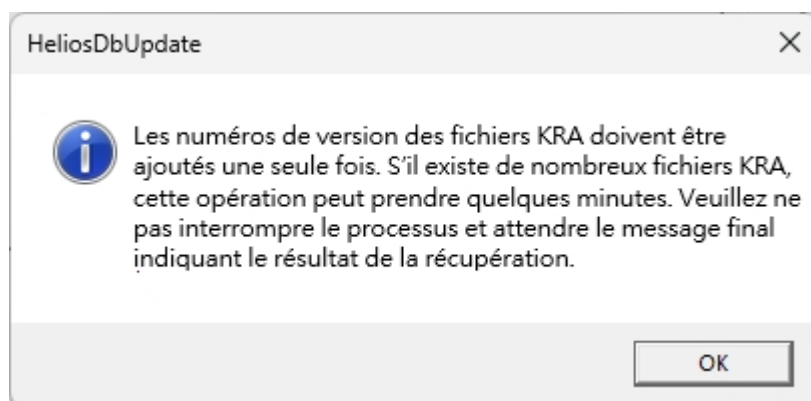 HeliosDbUpdate
Les numéros de version des fichiers KRA doivent être
ajoutés une seule fois. S'il existe de nombreux fichiers KRA,
cette opération peut prendre quelques minutes. Veuillez ne
pas interrompre le processus et attendre le message final
indiquant le résultat de la récupération.
OK